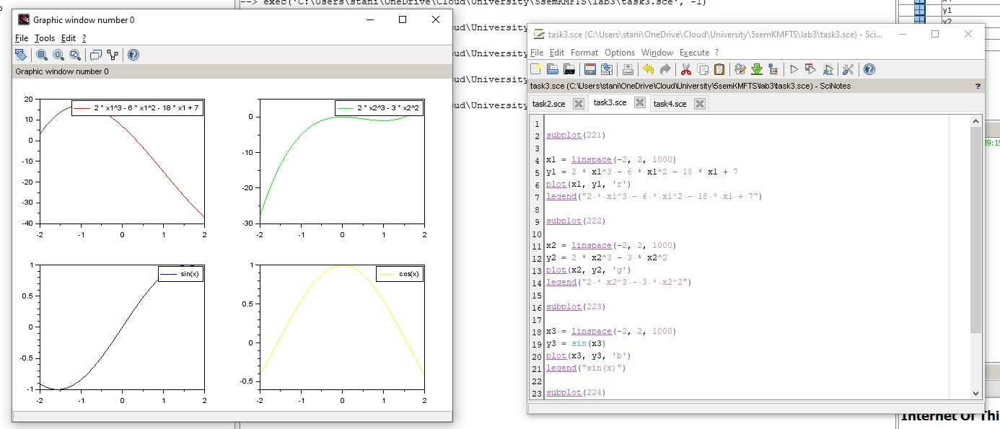 --> exec('C:\Users\stani\OneDrive\Cloud\University\5semKMFTS\lab3\task3.sce', -1)
Graphic window number 0
File Tools Edit ?
Graphic window number 0
2 * x1^3 - 6 * x1^2 - 18 * x1 + 7
20
10
0
-10
-20
-30
-40
-2 -1 0 1 2
2 * x2^3 - 3 * x2^2
0
-10
-20
-30
-2 -1 0 1 2
sin(x)
1
0.5
0
-0.5
-1
-2 -1 0 1 2
cos(x)
1
0.5
0
-0.5
-2 -1 0 1 2
oud\University
oud\University
oud\University
oud\University
task3.sce (C:\Users\stani\OneDrive\Cloud\University\5semKMFTS\lab3\task3.sce) - Sci...
File Edit Format Options Window Execute ?
task3.sce (C:\Users\stani\OneDrive\Cloud\University\5semKMFTS\lab3\task3.sce) - SciNotes ?
task2.sce task3.sce task4.sce
1
2 subplot(221)
3
4 x1 = linspace(-2, 2, 1000)
5 y1 = 2 * x1^3 - 6 * x1^2 - 18 * x1 + 7
6 plot(x1, y1, 'r')
7 legend("2 * x1^3 - 6 * x1^2 - 18 * x1 + 7")
8
9 subplot(222)
10
11 x2 = linspace(-2, 2, 1000)
12 y2 = 2 * x2^3 - 3 * x2^2
13 plot(x2, y2, 'g')
14 legend("2 * x2^3 - 3 * x2^2")
15
16 subplot(223)
17
18 x3 = linspace(-2, 2, 1000)
19 y3 = sin(x3)
20 plot(x3, y3, 'b')
21 legend("sin(x)")
22
23 subplot(224)
y1
y2
Internet Of Thi